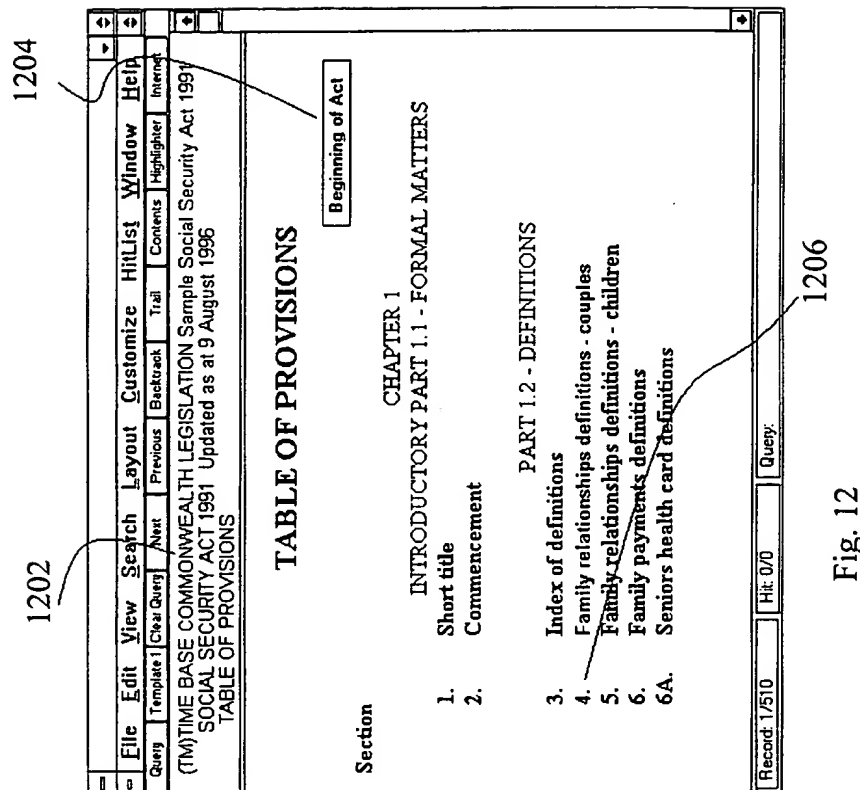 1202
1204
File Edit View Search Layout Customize HitList Window Help
Query Template 1 Clear Query Next Previous Backtrack Trail Contents Highlighter Internet
(TM)TIME BASE COMMONWEALTH LEGISLATION Sample Social Security Act 1991
SOCIAL SECURITY ACT 1991 Updated as at 9 August 1996
TABLE OF PROVISIONS
TABLE OF PROVISIONS
Beginning of Act
Section
CHAPTER 1
INTRODUCTORY PART 1.1 - FORMAL MATTERS
1. Short title
2. Commencement
PART 1.2 - DEFINITIONS
3. Index of definitions
4. Family relationships definitions - couples
5. Family relationships definitions - children
6. Family payments definitions
6A. Seniors health card definitions
1206
Record: 1/510 Hit: 0/0 Query:
Fig. 12